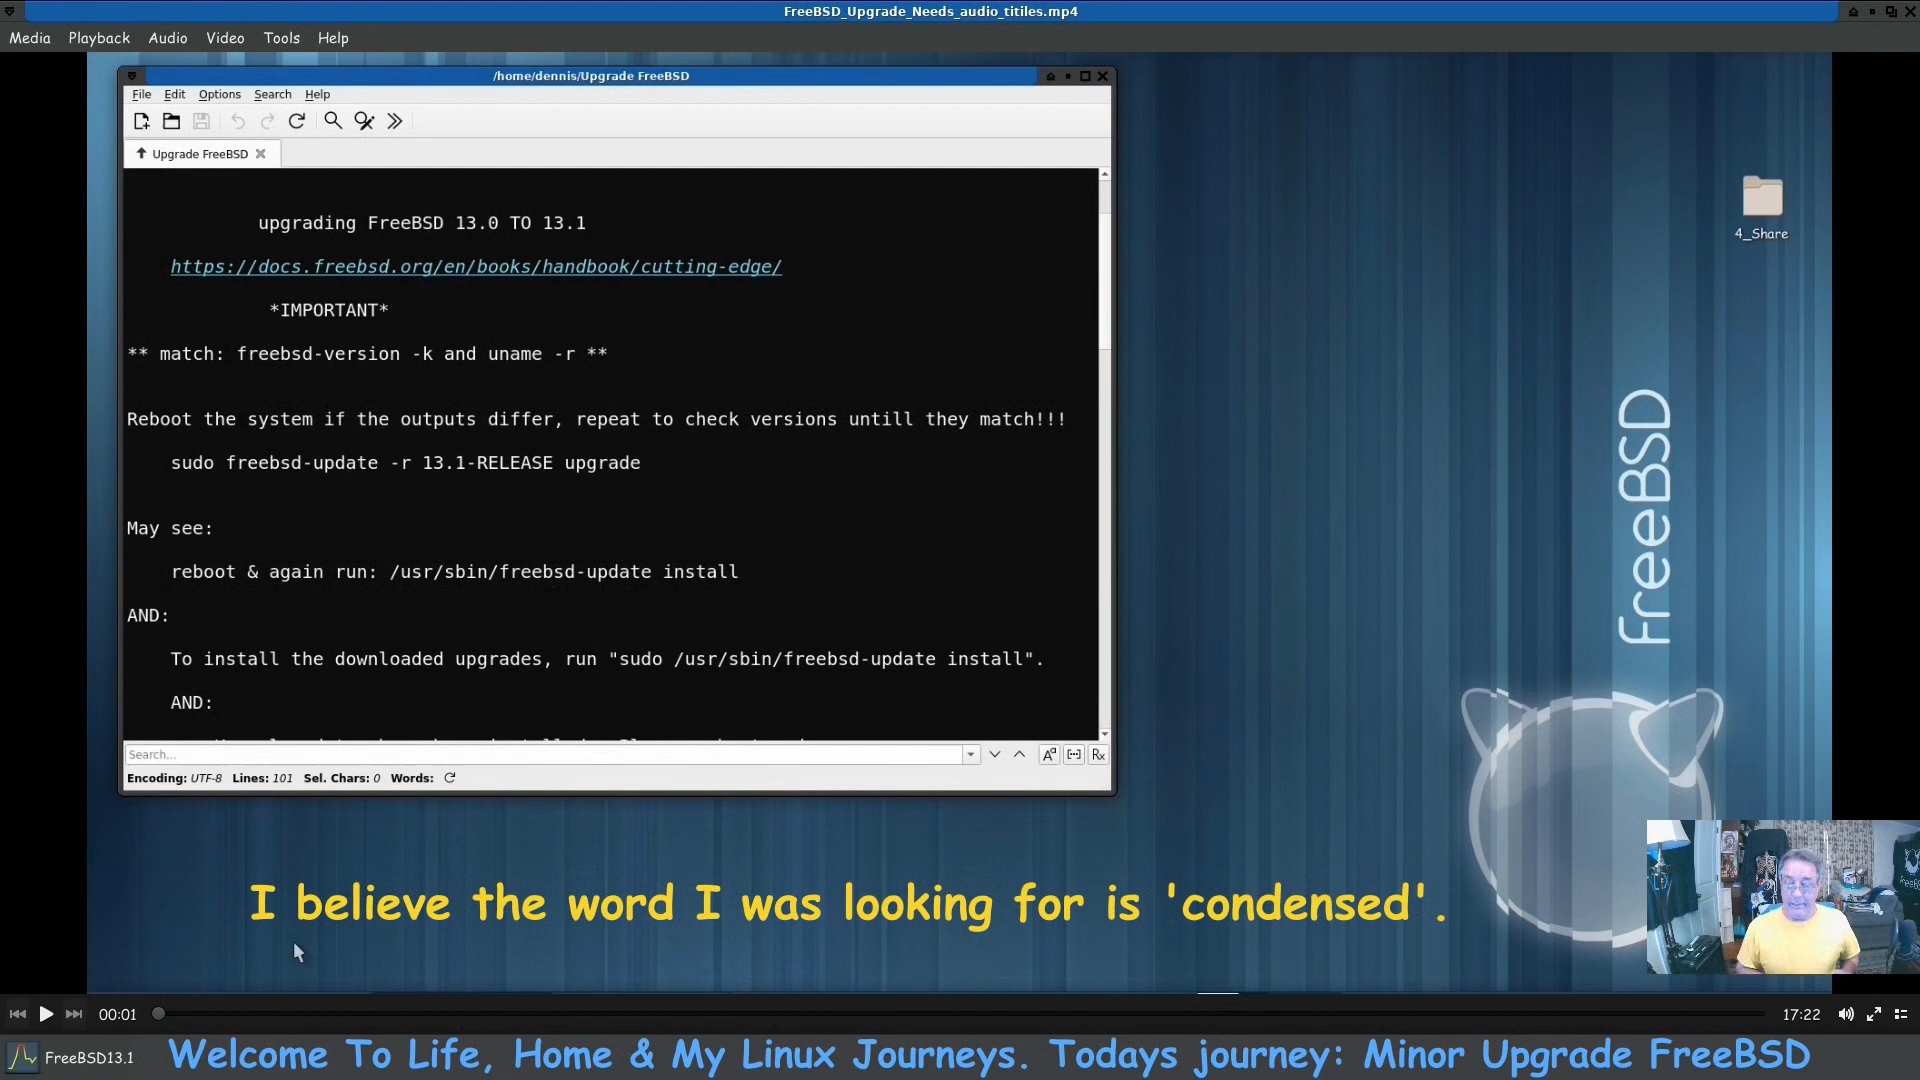 FreeBSD_Upgrade_Needs_audio_titiles.mp4
Media Playback Audio Video Tools Help
/home/dennis/Upgrade FreeBSD
File Edit Options Search Help
Upgrade FreeBSD
upgrading FreeBSD 13.0 TO 13.1
https://docs.freebsd.org/en/books/handbook/cutting-edge/
*IMPORTANT*
** match: freebsd-version -k and uname -r **
Reboot the system if the outputs differ, repeat to check versions untill they match!!!
sudo freebsd-update -r 13.1-RELEASE upgrade
May see:
reboot & again run: /usr/sbin/freebsd-update install
AND:
To install the downloaded upgrades, run "sudo /usr/sbin/freebsd-update install".
AND:
Search...
Encoding: UTF-8 Lines: 101 Sel. Chars: 0 Words:
4_Share
freeBSD
I believe the word I was looking for is 'condensed'.
00:01
17:22
FreeBSD13.1
Welcome To Life, Home & My Linux Journeys. Todays journey: Minor Upgrade FreeBSD